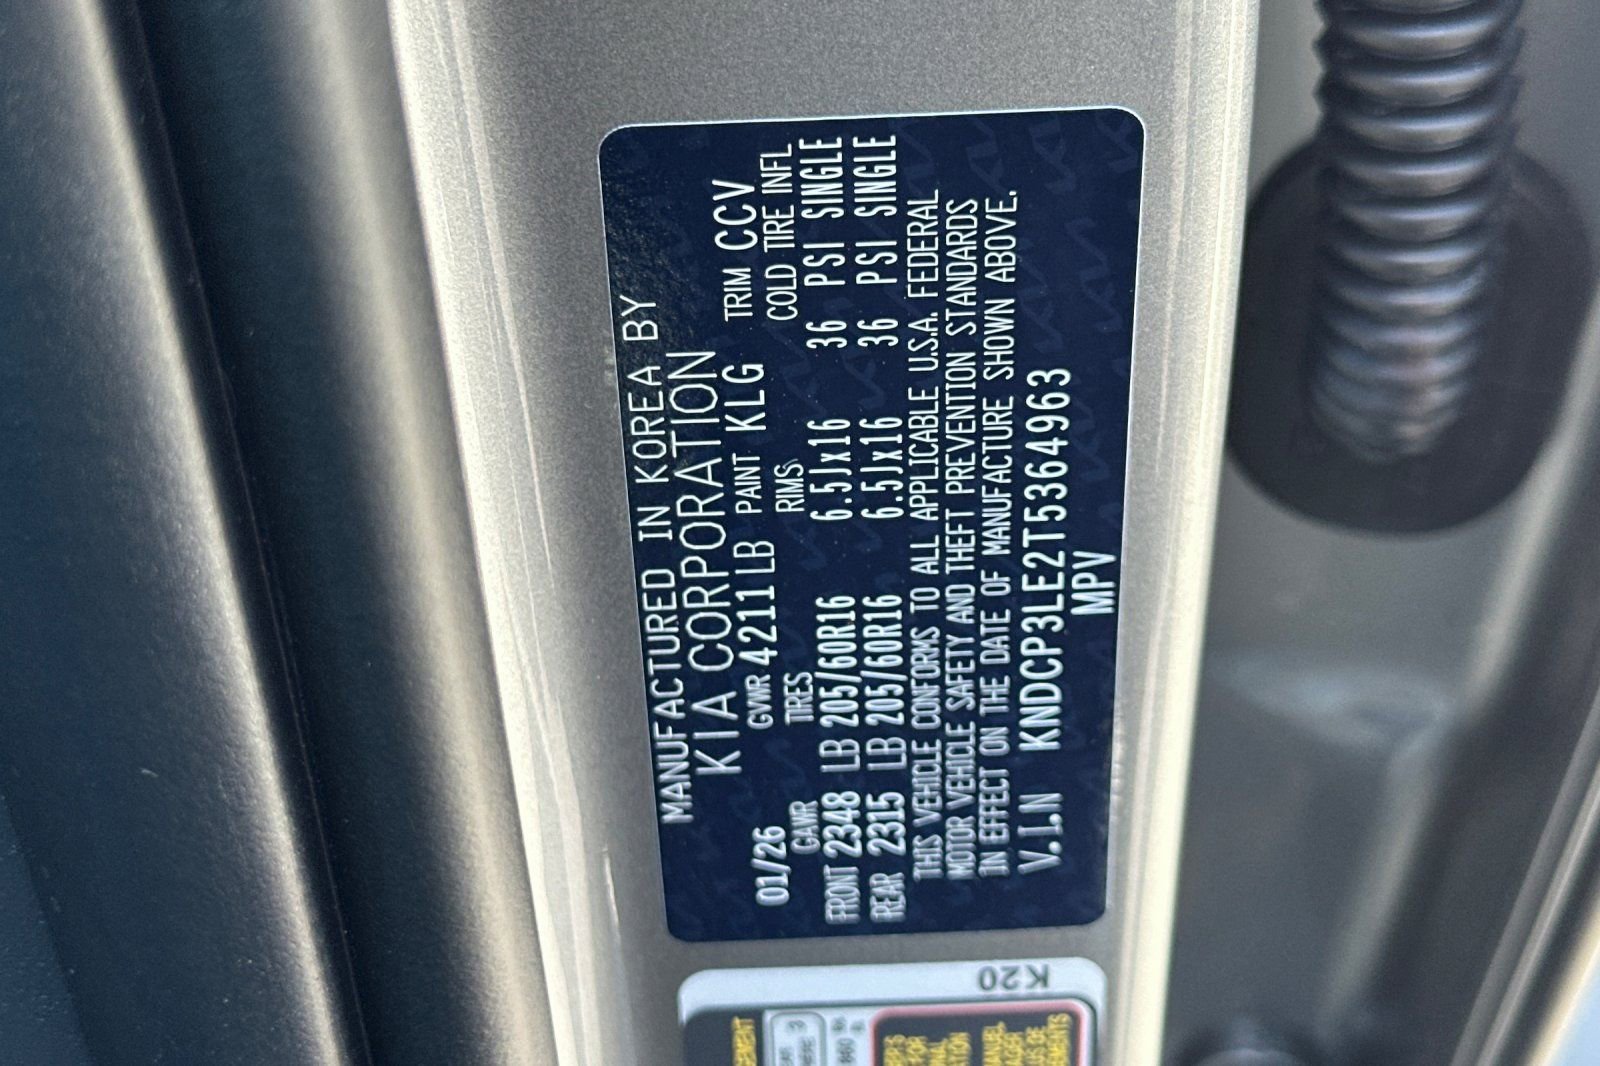 MANUFACTURED IN KOREA BY
KIA CORPORATION
01/26 GVWR 4211LB PAINT KLG TRIM CCV
GAWR TIRES RIMS COLD TIRE INFL
FRONT 2348 LB 205/60R16 6.5Jx16 36 PSI SINGLE
REAR 2315 LB 205/60R16 6.5Jx16 36 PSI SINGLE
THIS VEHICLE CONFORMS TO ALL APPLICABLE U.S.A. FEDERAL
MOTOR VEHICLE SAFETY AND THEFT PREVENTION STANDARDS
IN EFFECT ON THE DATE OF MANUFACTURE SHOWN ABOVE.
V.I.N KNDCP3LE2T5364963
MPV
K20